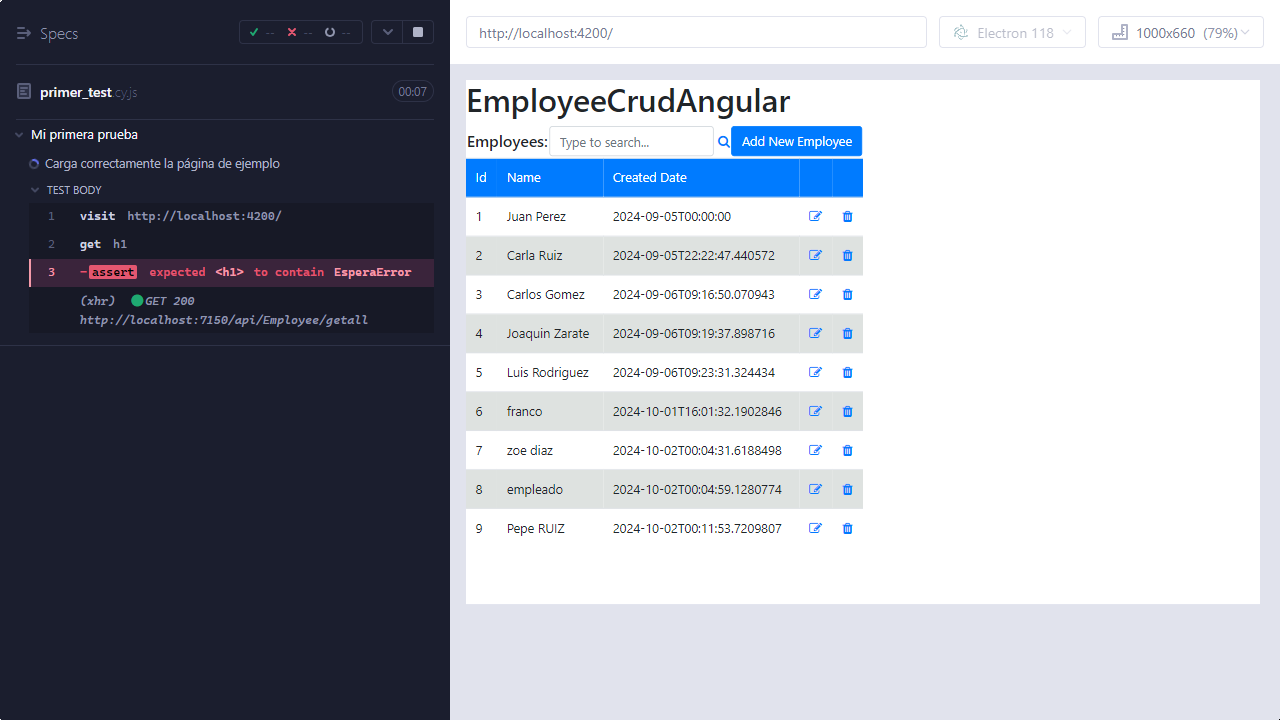 Specs
-- -- --
primer_test.cy.js 00:07
Mi primera prueba
Carga correctamente la página de ejemplo
TEST BODY
1 visit http://localhost:4200/
2 get h1
3 -assert expected <h1> to contain EsperaError
(xhr) GET 200
http://localhost:7150/api/Employee/getall
http://localhost:4200/ Electron 118 1000x660 (79%)
EmployeeCrudAngular
Employees: Type to search... Add New Employee
Id Name Created Date
1 Juan Perez 2024-09-05T00:00:00
2 Carla Ruiz 2024-09-05T22:22:47.440572
3 Carlos Gomez 2024-09-06T09:16:50.070943
4 Joaquin Zarate 2024-09-06T09:19:37.898716
5 Luis Rodriguez 2024-09-06T09:23:31.324434
6 franco 2024-10-01T16:01:32.1902846
7 zoe diaz 2024-10-02T00:04:31.6188498
8 empleado 2024-10-02T00:04:59.1280774
9 Pepe RUIZ 2024-10-02T00:11:53.7209807